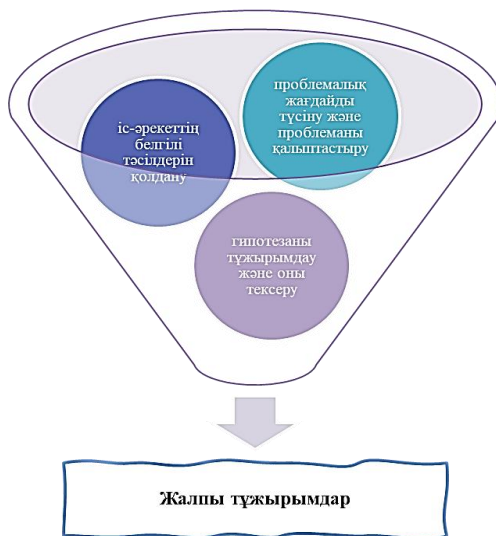 іс-әрекеттің
белгілі
тәсілдерін
қолдану
проблемалық
жағдайды
түсіну және
проблеманы
қалыптастыру
гипотезаны
тұжырымдау
және оны
тексеру
Жалпы тұжырымдар